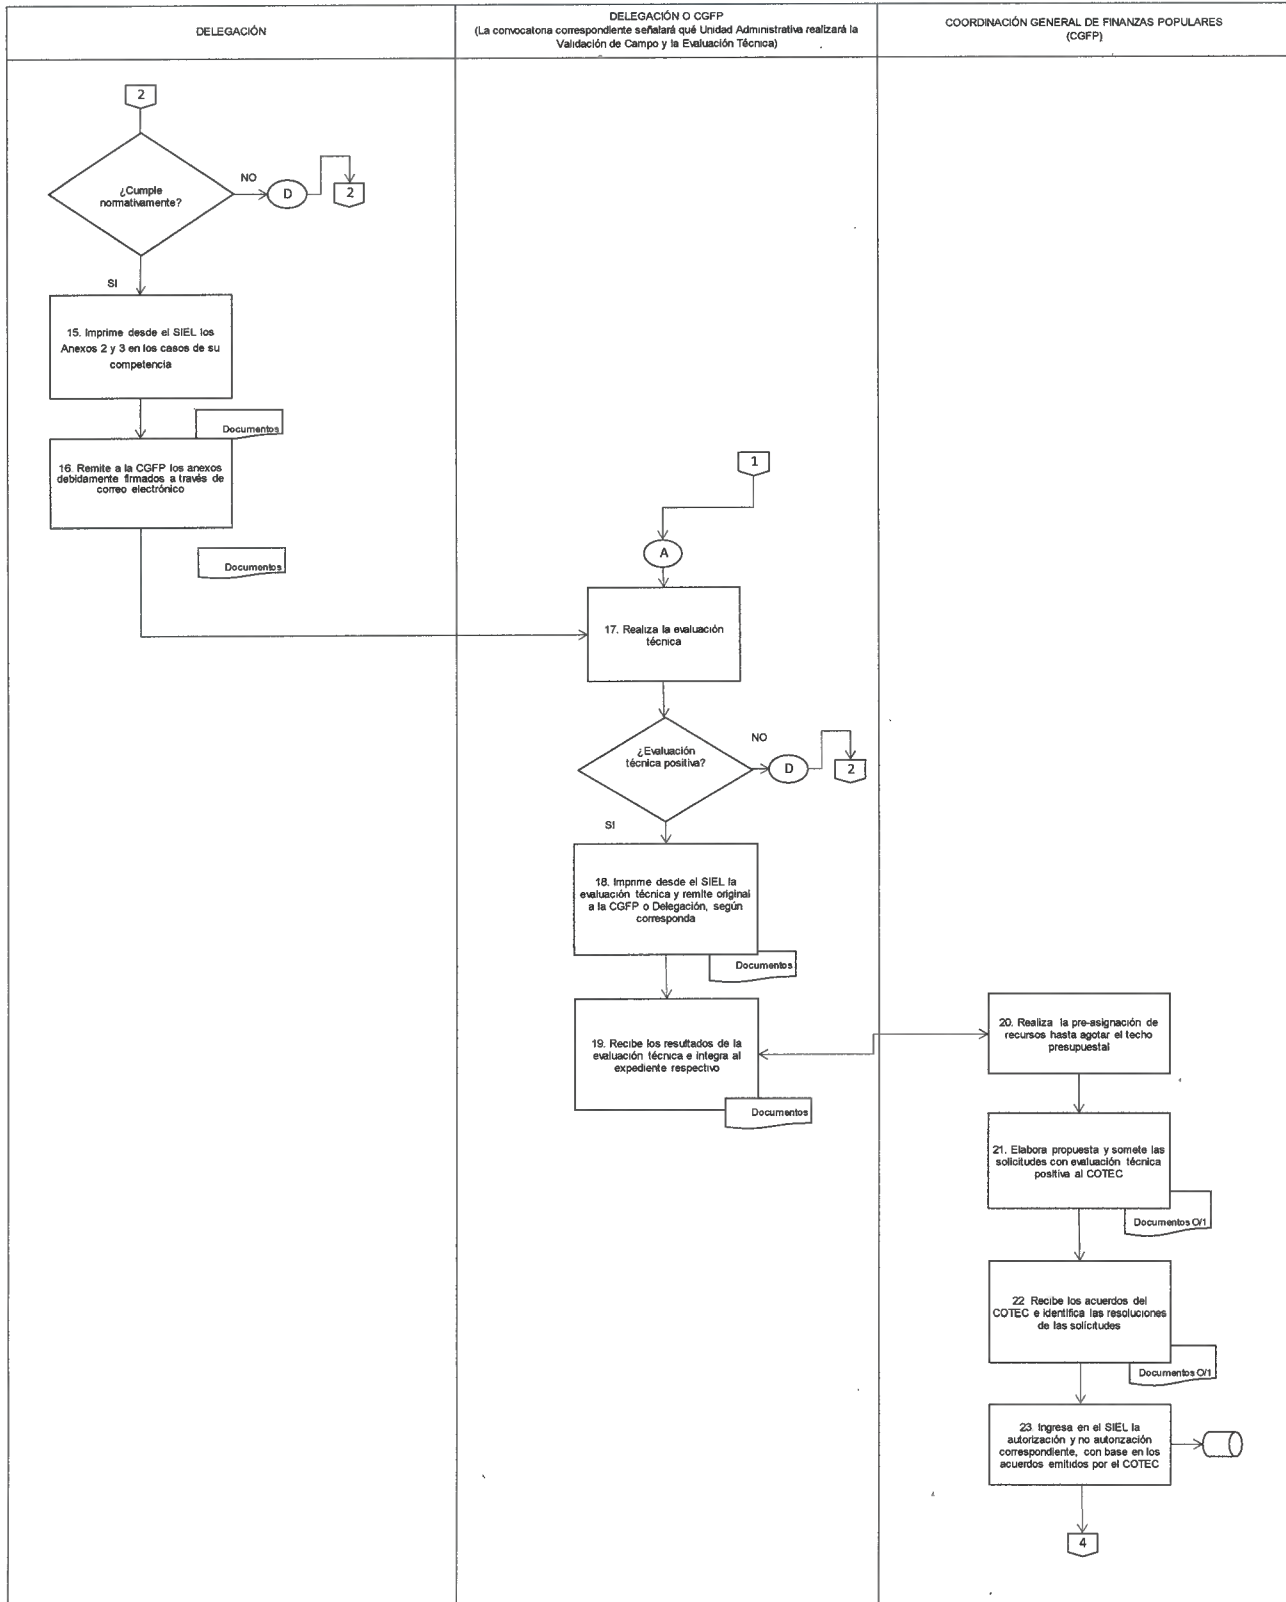 DELEGACIÓN
DELEGACIÓN O CGFP
(La convocatoria correspondiente señalará qué Unidad Administrativa realizará la
Validación de Campo y la Evaluación Técnica)
COORDINACIÓN GENERAL DE FINANZAS POPULARES
(CGFP)
2
¿Cumple
normativamente?
NO
D
2
SI
15. Imprime desde el SIEL los
Anexos 2 y 3 en los casos de su
competencia
Documentos
16. Remite a la CGFP los anexos
debidamente firmados a través de
correo electrónico
Documentos
1
A
17. Realiza la evaluación
técnica
¿Evaluación
técnica positiva?
NO
D
2
SI
18. Imprime desde el SIEL la
evaluación técnica y remite original
a la CGFP o Delegación, según
corresponda
Documentos
19. Recibe los resultados de la
evaluación técnica e integra al
expediente respectivo
Documentos
20. Realiza la pre-asignación de
recursos hasta agotar el techo
presupuestal
21. Elabora propuesta y somete las
solicitudes con evaluación técnica
positiva al COTEC
Documentos O/1
22 Recibe los acuerdos del
COTEC e identifica las resoluciones
de las solicitudes
Documentos O/1
23 Ingresa en el SIEL la
autorización y no autorización
correspondiente, con base en los
acuerdos emitidos por el COTEC
4